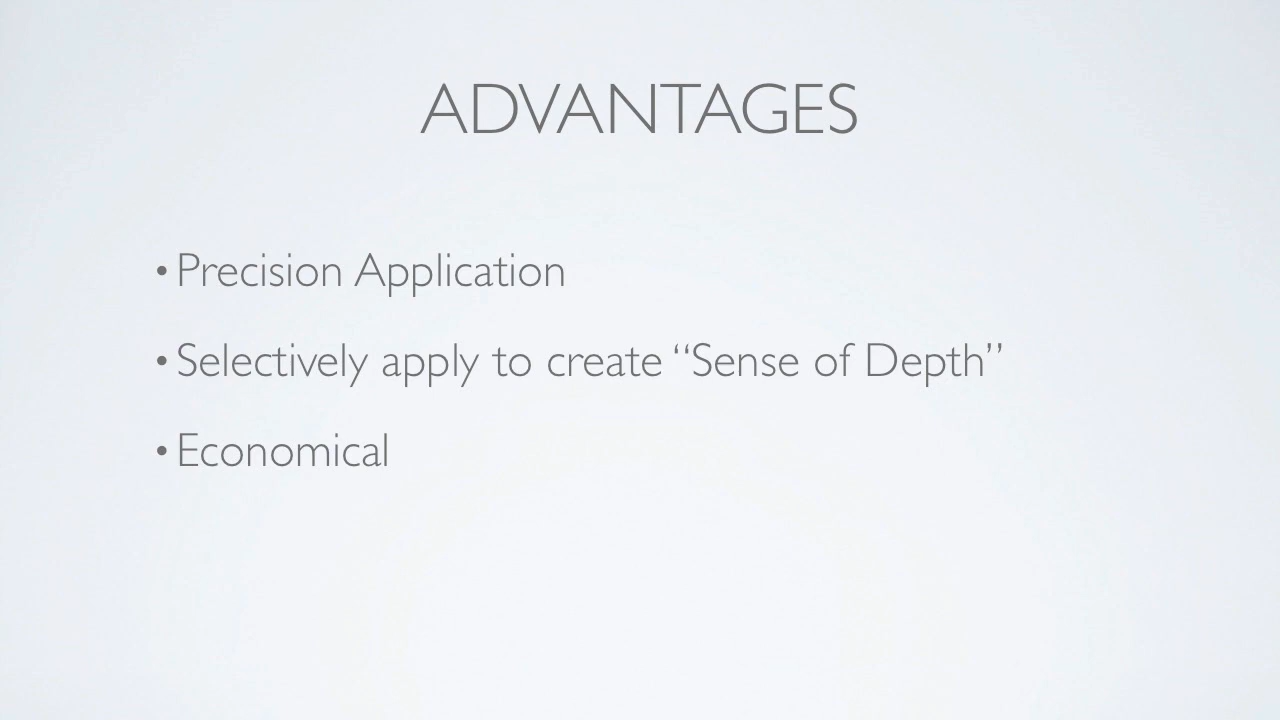 ADVANTAGES
• Precision Application
• Selectively apply to create “Sense of Depth”
• Economical